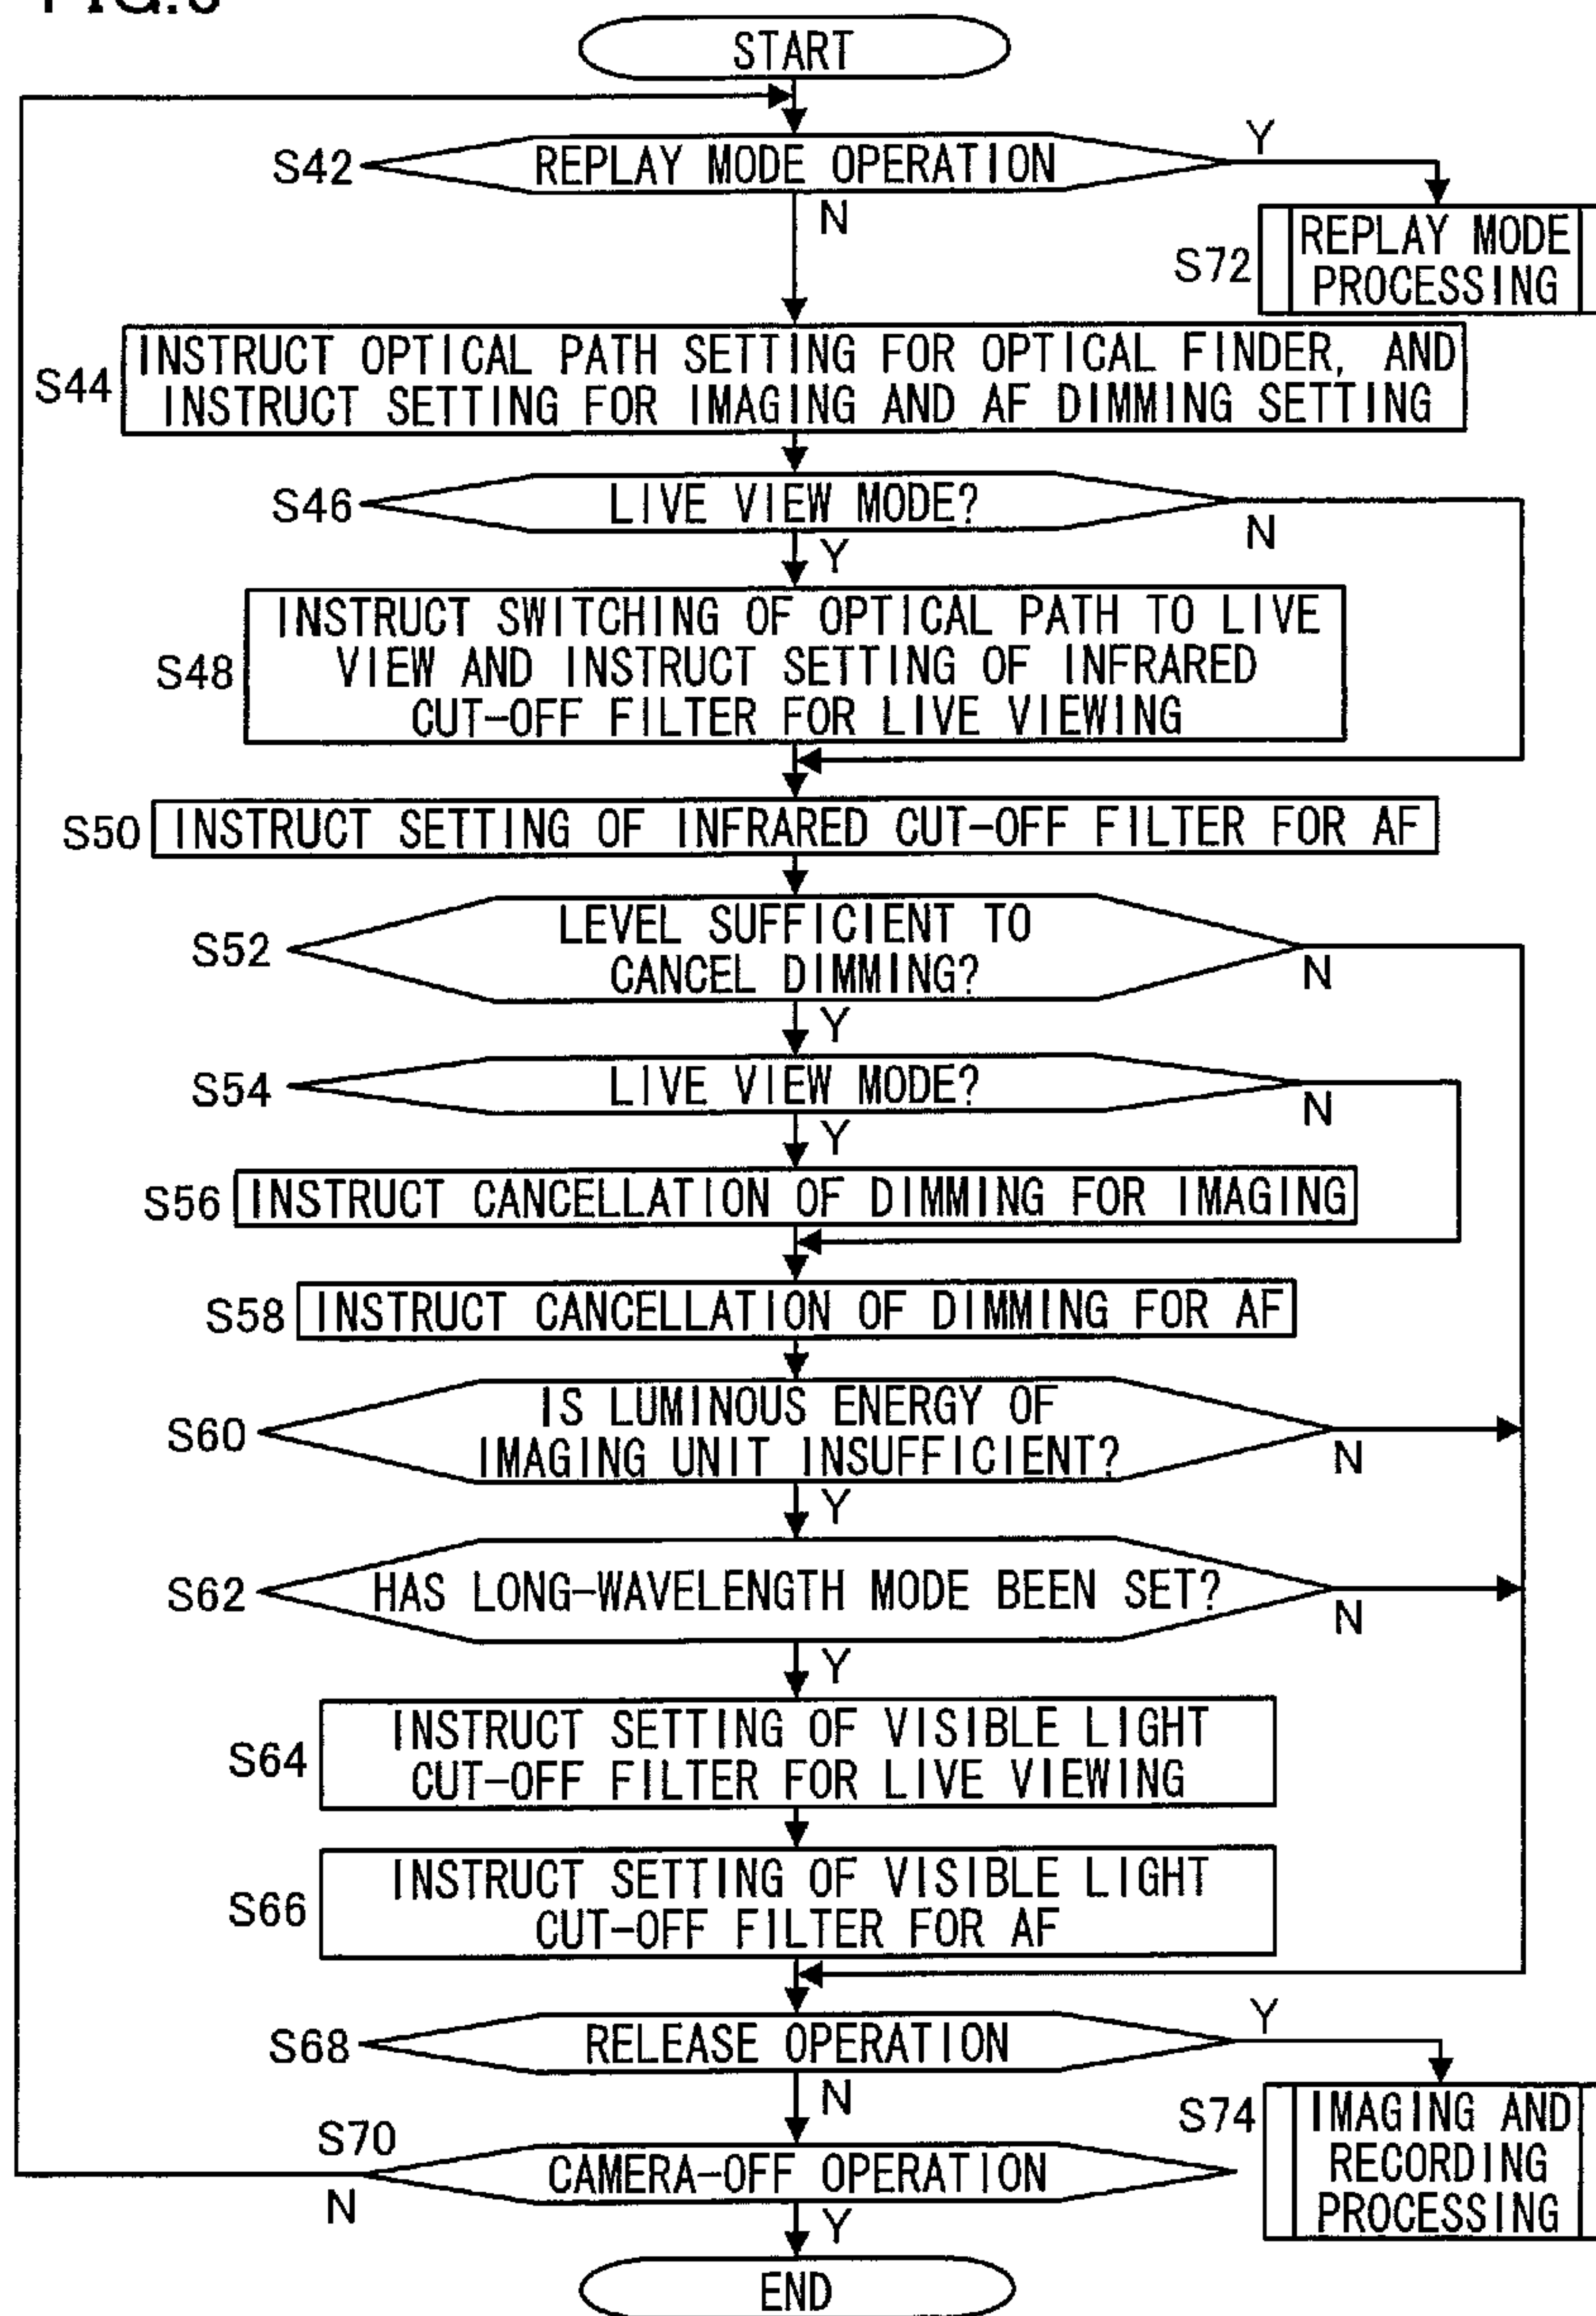 START
S42
REPLAY MODE OPERATION
Y
N
S72
REPLAY MODE
PROCESSING
S44
INSTRUCT OPTICAL PATH SETTING FOR OPTICAL FINDER, AND
INSTRUCT SETTING FOR IMAGING AND AF DIMMING SETTING
S46
LIVE VIEW MODE?
N
Y
S48
INSTRUCT SWITCHING OF OPTICAL PATH TO LIVE
VIEW AND INSTRUCT SETTING OF INFRARED
CUT-OFF FILTER FOR LIVE VIEWING
S50
INSTRUCT SETTING OF INFRARED CUT-OFF FILTER FOR AF
S52
LEVEL SUFFICIENT TO
CANCEL DIMMING?
N
Y
S54
LIVE VIEW MODE?
N
Y
S56
INSTRUCT CANCELLATION OF DIMMING FOR IMAGING
S58
INSTRUCT CANCELLATION OF DIMMING FOR AF
S60
IS LUMINOUS ENERGY OF
IMAGING UNIT INSUFFICIENT?
N
Y
S62
HAS LONG-WAVELENGTH MODE BEEN SET?
N
Y
S64
INSTRUCT SETTING OF VISIBLE LIGHT
CUT-OFF FILTER FOR LIVE VIEWING
S66
INSTRUCT SETTING OF VISIBLE LIGHT
CUT-OFF FILTER FOR AF
S68
RELEASE OPERATION
Y
N
S74
IMAGING AND
RECORDING
PROCESSING
S70
CAMERA-OFF OPERATION
N
Y
END